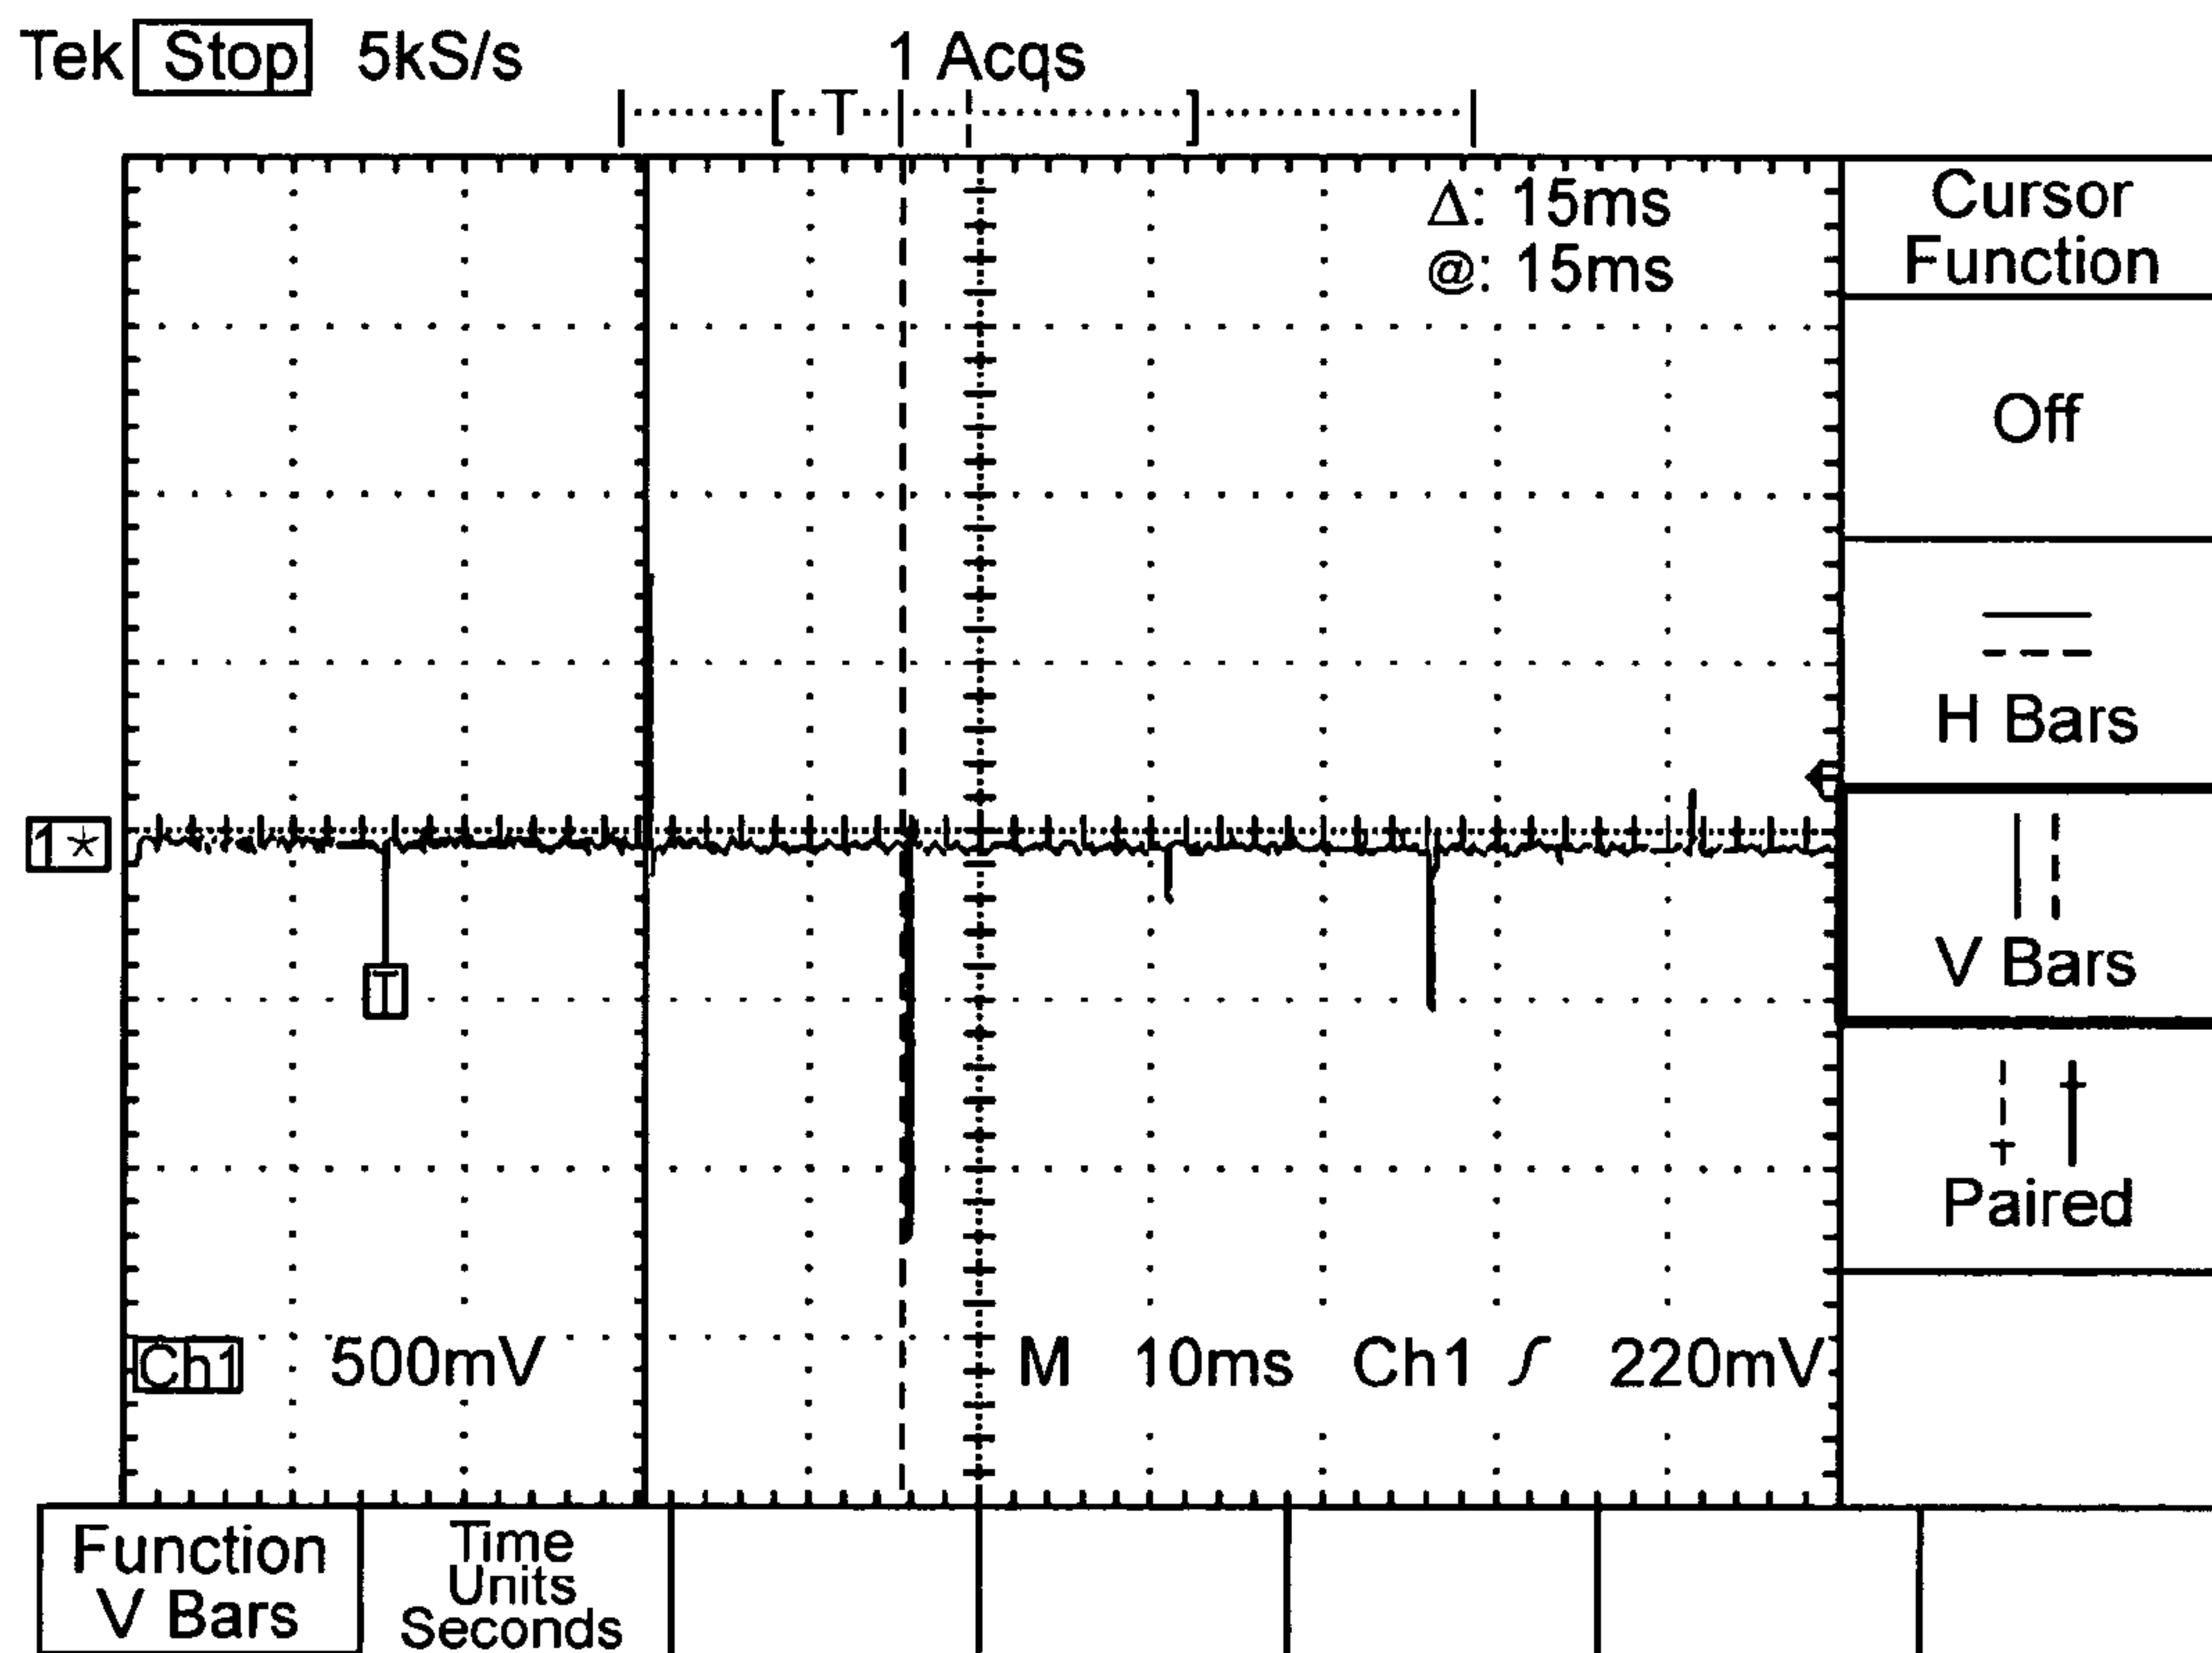 Tek Stop 5kS/s 1 Acqs
[ T ]
Δ: 15ms
@: 15ms
Cursor
Function
Off
H Bars
1*
V Bars
T
Paired
Ch1 500mV M 10ms Ch1 ∫ 220mV
Function
V Bars
Time
Units
Seconds